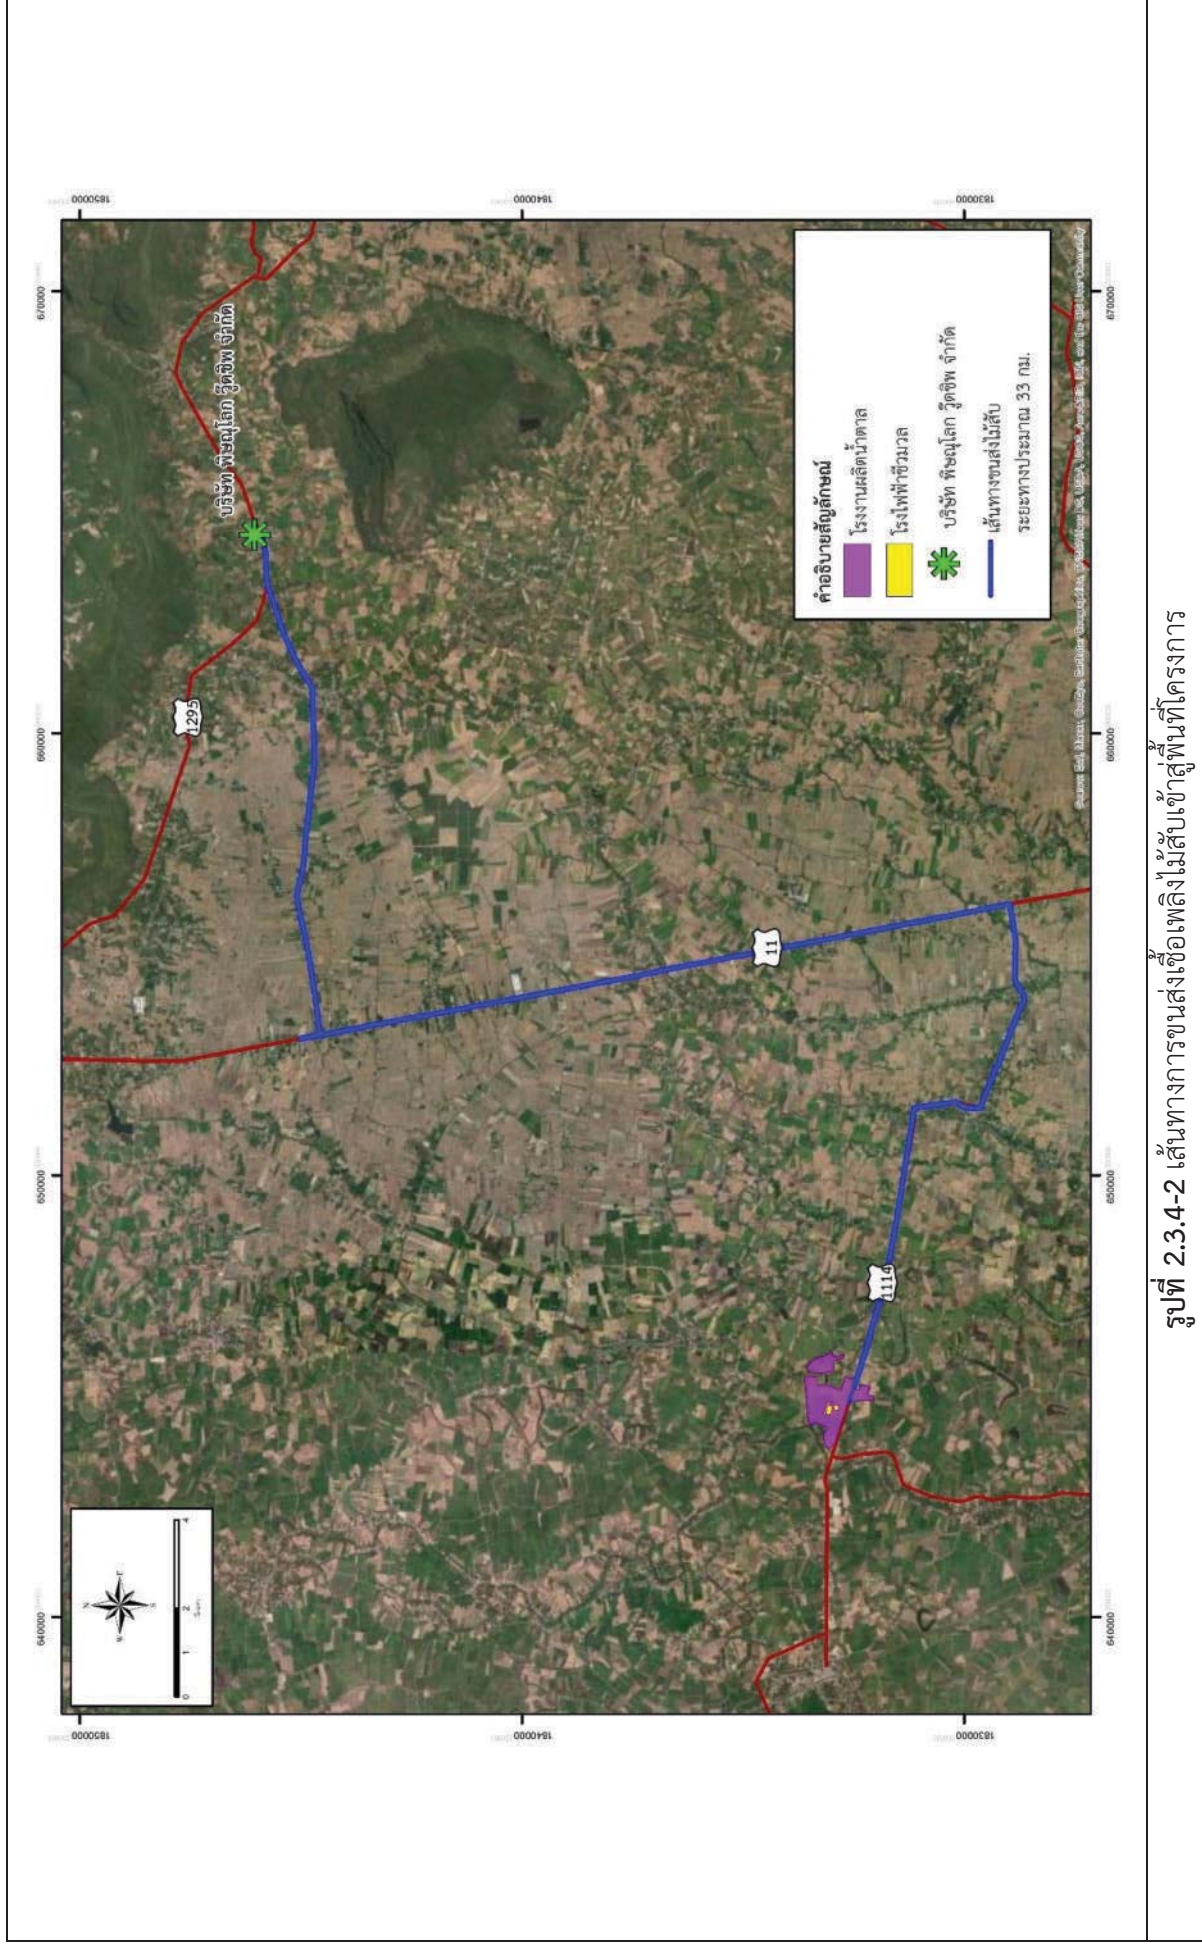 1850000
1840000
1830000
670000
660000
650000
640000
670000
660000
650000
640000
1850000
1840000
1830000
N
W
S
0 1 2 4
บริษัท พิษณุโลก วู๊ดชิพ จำกัด
1295
11
1114
คำอธิบายสัญลักษณ์
โรงงานผลิตน้ำตาล
โรงไฟฟ้าชีวมวล
บริษัท พิษณุโลก วู๊ดชิพ จำกัด
เส้นทางขนส่งไม้สับ
ระยะทางประมาณ 33 กม.
รูปที่ 2.3.4-2 เส้นทางการขนส่งเชื้อเพลิงไม้สับเข้าสู่พื้นที่โครงการ